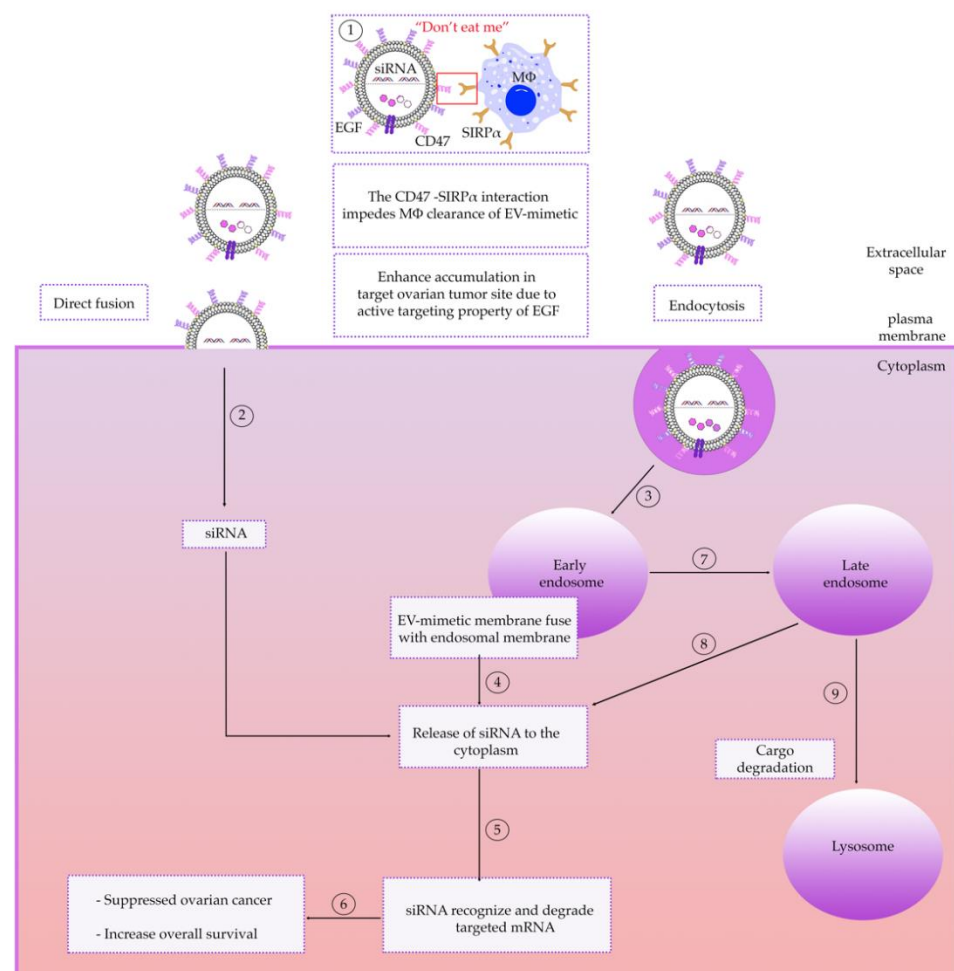 ①
"Don't eat me"
siRNA
MΦ
EGF
CD47
SIRPα
The CD47 -SIRPα interaction
impedes MΦ clearance of EV-mimetic
Extracellular
space
Direct fusion
Enhance accumulation in
target ovarian tumor site due to
active targeting property of EGF
Endocytosis
plasma
membrane
Cytoplasm
②
③
siRNA
Early
endosome
⑦
Late
endosome
EV-mimetic membrane fuse
with endosomal membrane
④
⑧
⑨
Release of siRNA to the
cytoplasm
Cargo
degradation
⑤
Lysosome
- Suppressed ovarian cancer
- Increase overall survival
⑥
siRNA recognize and degrade
targeted mRNA